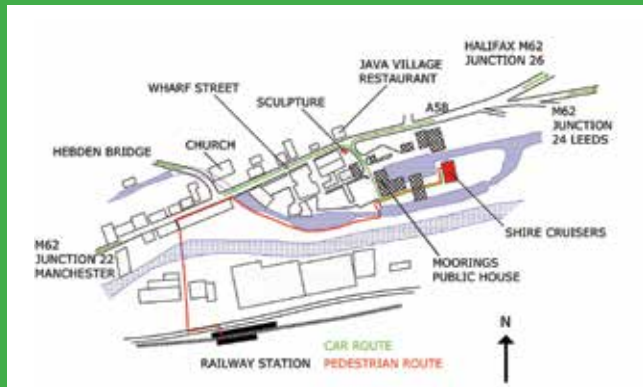 HALIFAX M62
JUNCTION 26
JAVA VILLAGE
RESTAURANT
WHARF STREET
SCULPTURE
A58
M62
JUNCTION
24 LEEDS
HEBDEN BRIDGE
CHURCH
SHIRE CRUISERS
M62
JUNCTION 22
MANCHESTER
MOORINGS
PUBLIC HOUSE
N
CAR ROUTE
RAILWAY STATION PEDESTRIAN ROUTE